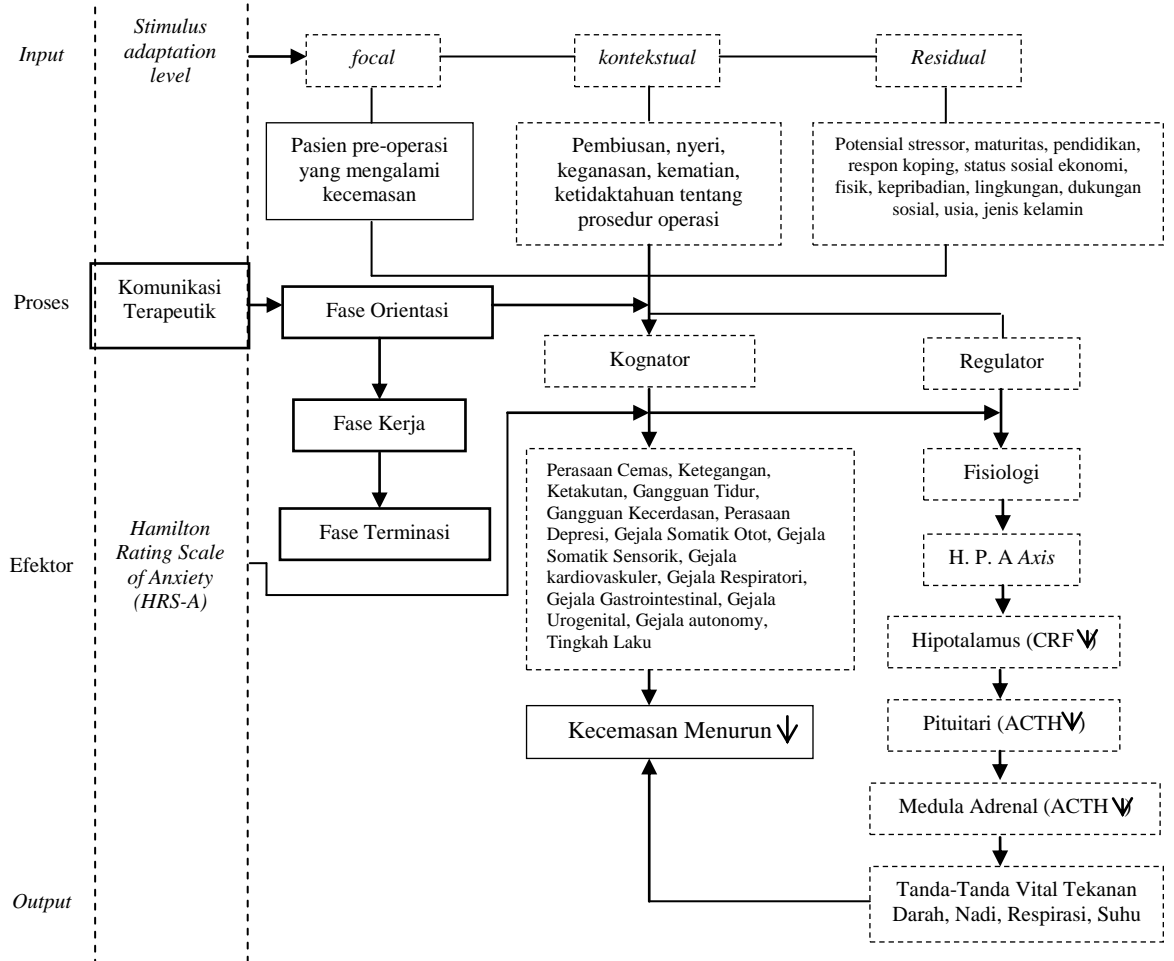 Input
Stimulus
adaptation
level
focal
kontekstual
Residual
Pasien pre-operasi
yang mengalami
kecemasan
Pembiusan, nyeri,
keganasan, kematian,
ketidaktahuan tentang
prosedur operasi
Potensial stressor, maturitas, pendidikan,
respon koping, status sosial ekonomi,
fisik, kepribadian, lingkungan, dukungan
sosial, usia, jenis kelamin
Proses
Komunikasi
Terapeutik
Fase Orientasi
Kognator
Regulator
Fase Kerja
Fase Terminasi
Efektor
Hamilton
Rating Scale
of Anxiety
(HRS-A)
Perasaan Cemas, Ketegangan,
Ketakutan, Gangguan Tidur,
Gangguan Kecerdasan, Perasaan
Depresi, Gejala Somatik Otot, Gejala
Somatik Sensorik, Gejala
kardiovaskuler, Gejala Respiratori,
Gejala Gastrointestinal, Gejala
Urogenital, Gejala autonomy,
Tingkah Laku
Fisiologi
H. P. A Axis
Hipotalamus (CRF ↓)
Pituitari (ACTH↓)
Medula Adrenal (ACTH ↓)
Kecemasan Menurun ↓
Output
Tanda-Tanda Vital Tekanan
Darah, Nadi, Respirasi, Suhu